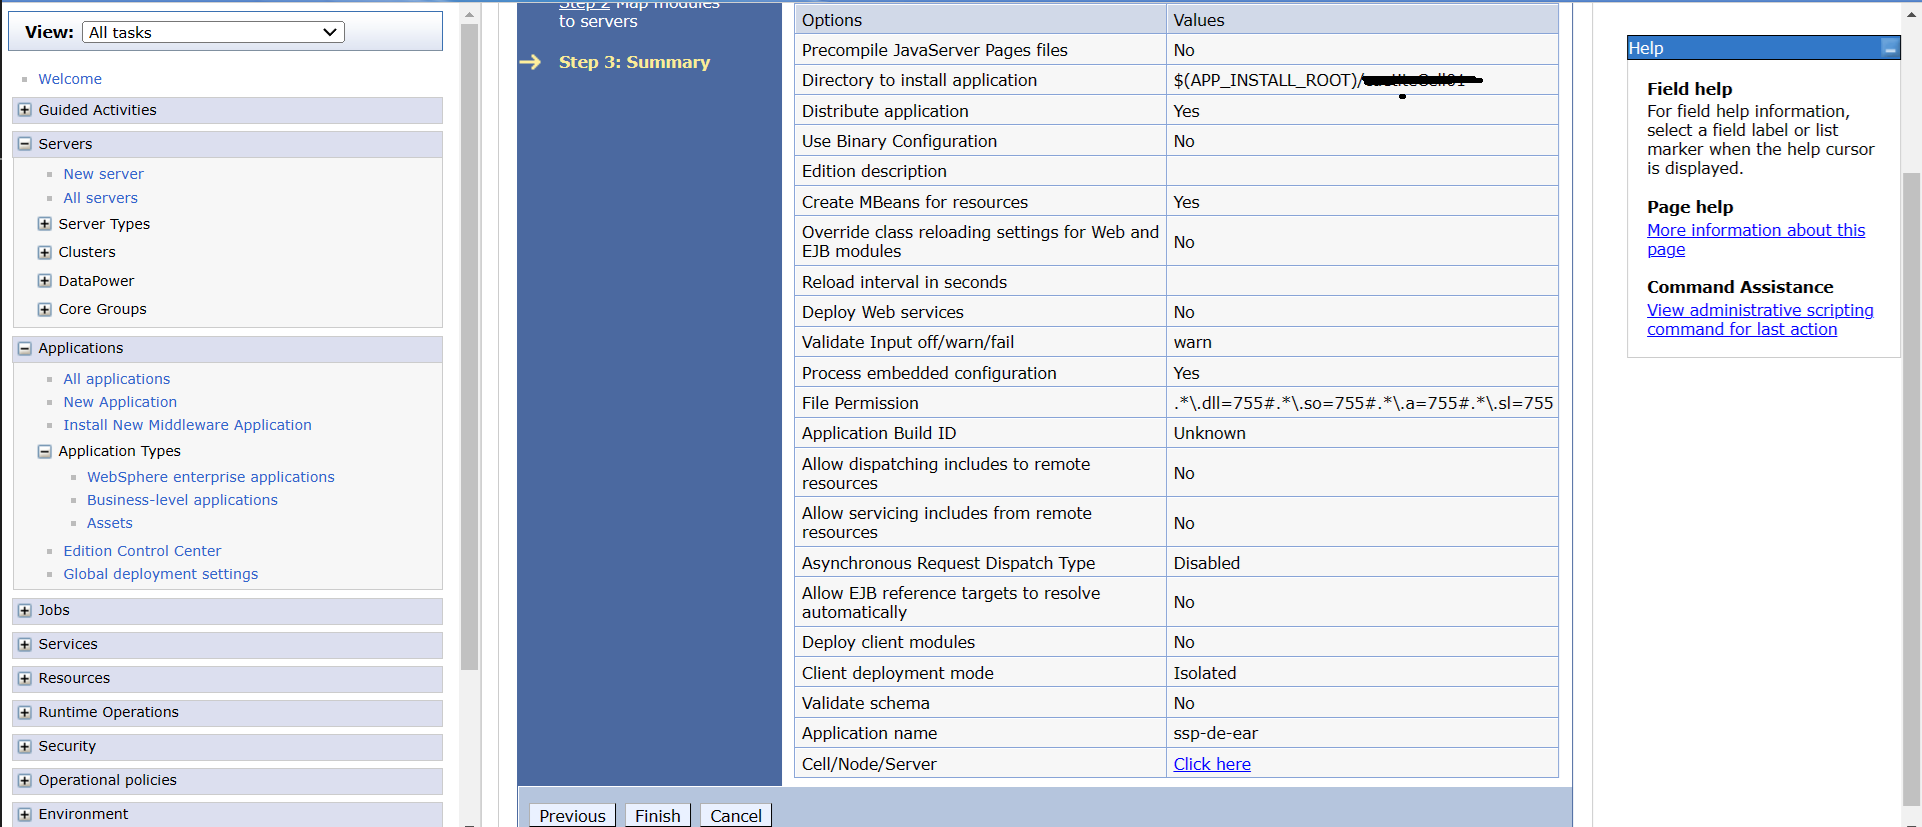 View: All tasks
Welcome
Guided Activities
Servers
New server
All servers
Server Types
Clusters
DataPower
Core Groups
Applications
All applications
New Application
Install New Middleware Application
Application Types
WebSphere enterprise applications
Business-level applications
Assets
Edition Control Center
Global deployment settings
Jobs
Services
Resources
Runtime Operations
Security
Operational policies
Environment
Step 2 Map modules
to servers
Step 3: Summary
Options Values
Precompile JavaServer Pages files No
Directory to install application $(APP_INSTALL_ROOT)/
Distribute application Yes
Use Binary Configuration No
Edition description
Create MBeans for resources Yes
Override class reloading settings for Web and
EJB modules No
Reload interval in seconds
Deploy Web services No
Validate Input off/warn/fail warn
Process embedded configuration Yes
File Permission .*\.dll=755#.*\.so=755#.*\.a=755#.*\.sl=755
Application Build ID Unknown
Allow dispatching includes to remote
resources No
Allow servicing includes from remote
resources No
Asynchronous Request Dispatch Type Disabled
Allow EJB reference targets to resolve
automatically No
Deploy client modules No
Client deployment mode Isolated
Validate schema No
Application name ssp-de-ear
Cell/Node/Server Click here
Previous Finish Cancel
Help
Field help
For field help information,
select a field label or list
marker when the help cursor
is displayed.
Page help
More information about this
page
Command Assistance
View administrative scripting
command for last action